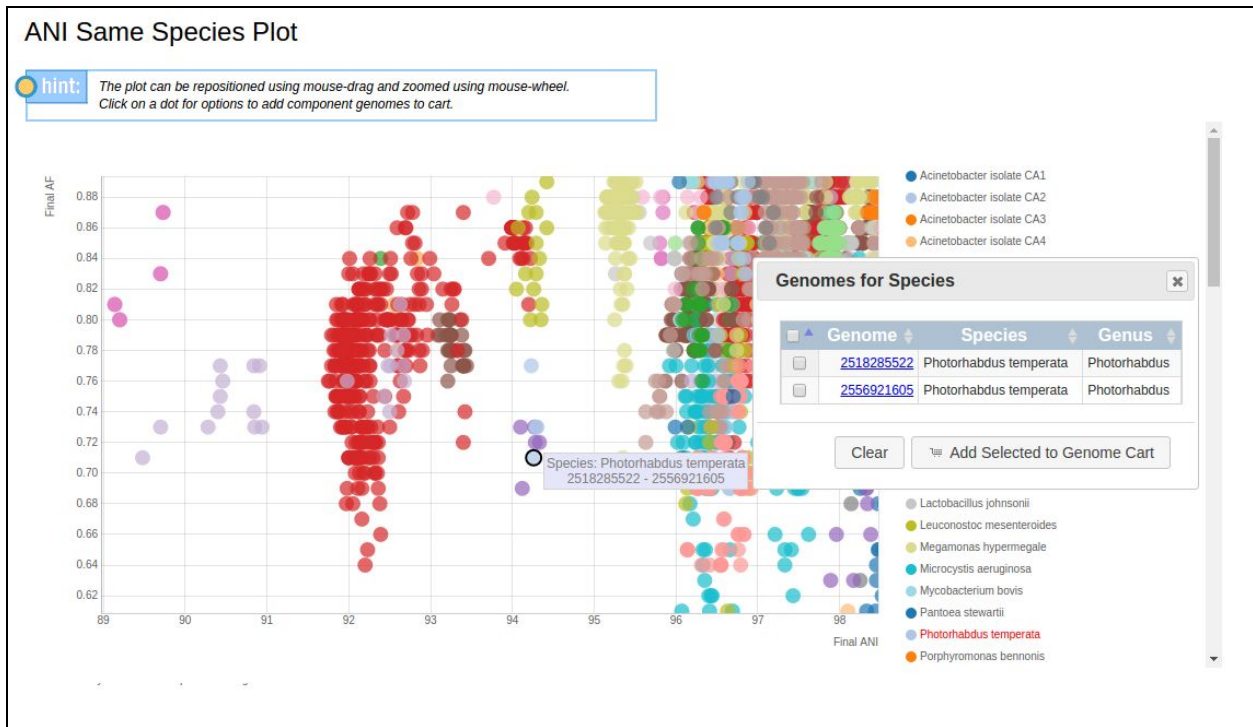 ANI Same Species Plot
hint:
The plot can be repositioned using mouse-drag and zoomed using mouse-wheel.
Click on a dot for options to add component genomes to cart.
Final AF
0.88
0.86
0.84
0.82
0.80
0.78
0.76
0.74
0.72
0.70
0.68
0.66
0.64
0.62
89 90 91 92 93 94 95 96 97 98
Final ANI
Species: Photorhabdus temperata
2518285522 - 2556921605
Acinetobacter isolate CA1
Acinetobacter isolate CA2
Acinetobacter isolate CA3
Acinetobacter isolate CA4
Genomes for Species
Genome Species Genus
2518285522 Photorhabdus temperata Photorhabdus
2556921605 Photorhabdus temperata Photorhabdus
Clear Add Selected to Genome Cart
Lactobacillus johnsonii
Leuconostoc mesenteroides
Megamonas hypermegale
Microcystis aeruginosa
Mycobacterium bovis
Pantoea stewartii
Photorhabdus temperata
Porphyromonas bennonis